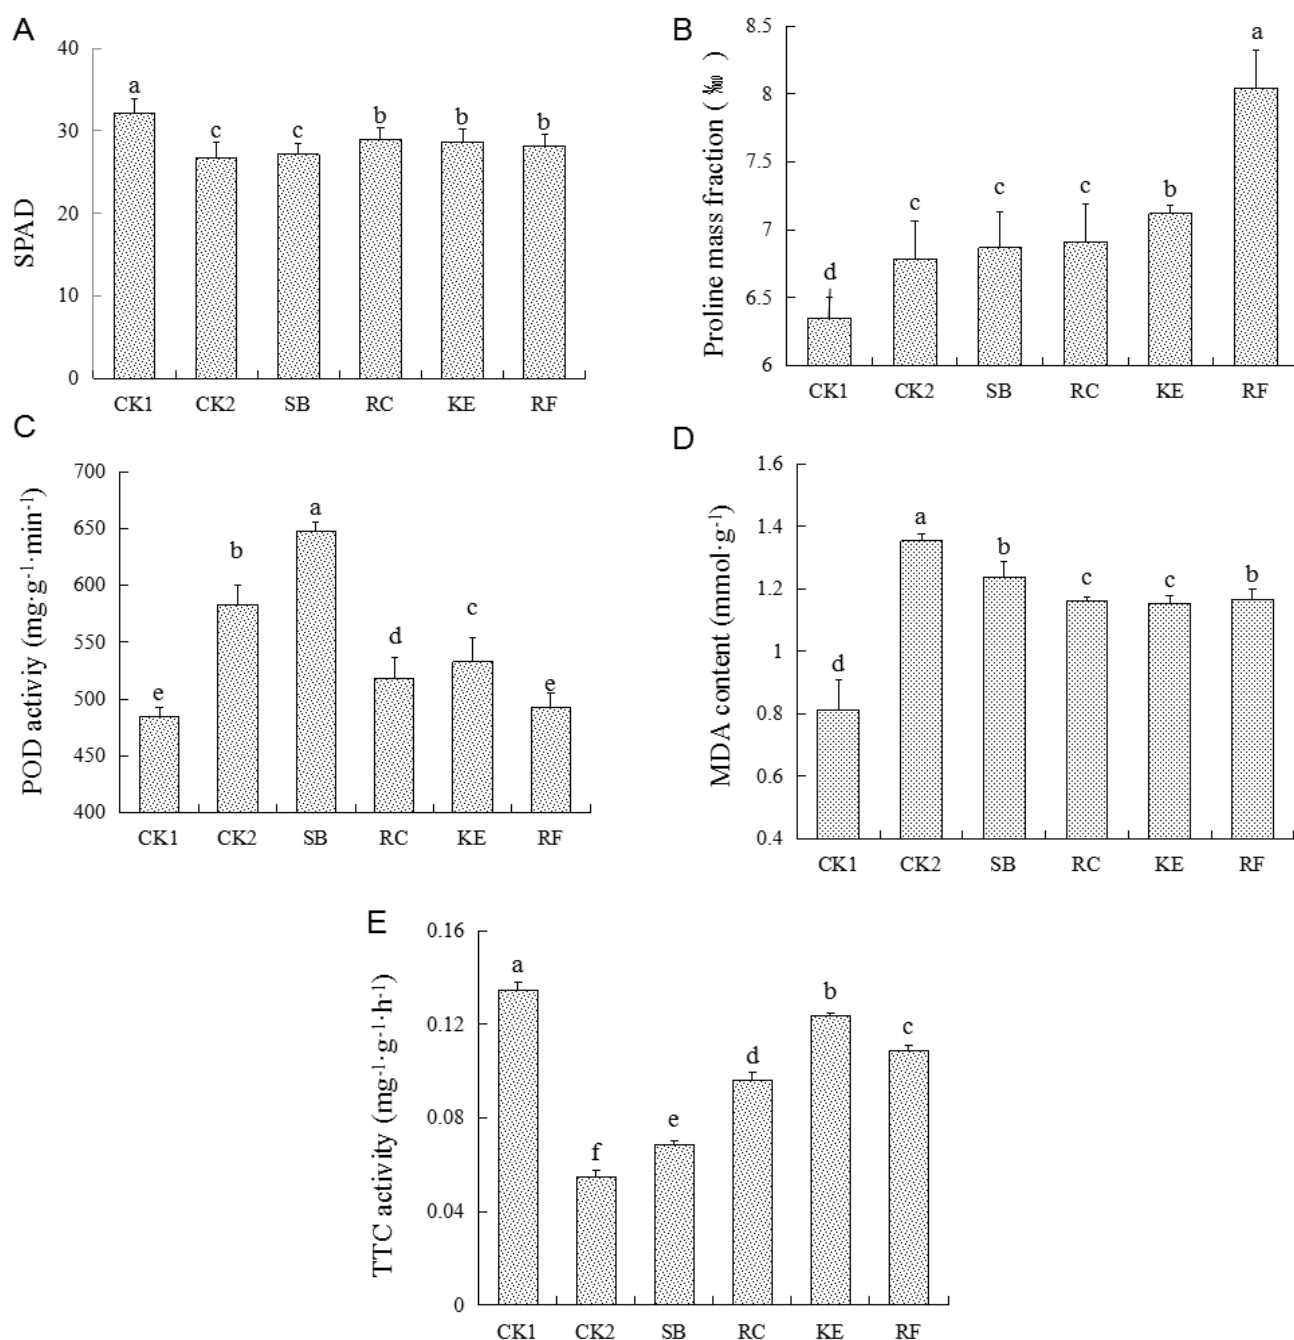 A
SPAD
40
30
20
10
0
a
c
c
b
b
b
CK1 CK2 SB RC KE RF
B
Proline mass fraction (‰)
8.5
8
7.5
7
6.5
6
d
c
c
c
b
a
CK1 CK2 SB RC KE RF
C
POD activiy (mg·g-1·min-1)
700
650
600
550
500
450
400
e
b
a
d
c
e
CK1 CK2 SB RC KE RF
D
MDA content (mmol·g-1)
1.6
1.4
1.2
1
0.8
0.6
0.4
d
a
b
c
c
b
CK1 CK2 SB RC KE RF
E
TTC activity (mg-1·g-1·h-1)
0.16
0.12
0.08
0.04
0
a
f
e
d
b
c
CK1 CK2 SB RC KE RF